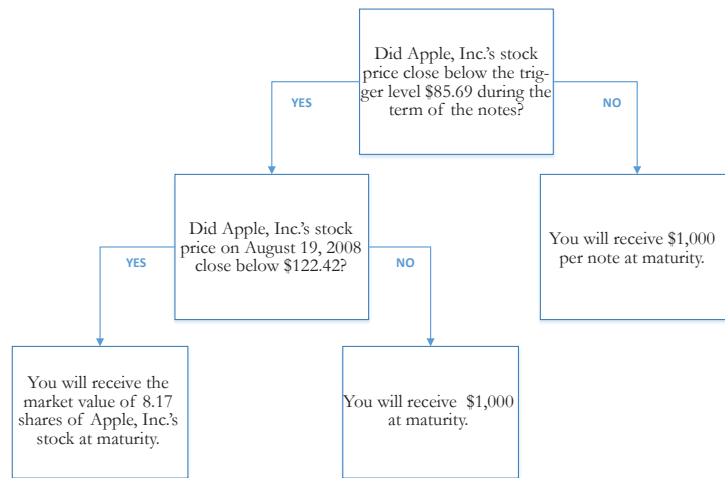 Did Apple, Inc.'s stock
price close below the trig-
ger level $85.69 during the
term of the notes?
YES
NO
Did Apple, Inc.'s stock
price on August 19, 2008
close below $122.42?
You will receive $1,000
per note at maturity.
YES
NO
You will receive the
market value of 8.17
shares of Apple, Inc.'s
stock at maturity.
You will receive $1,000
at maturity.